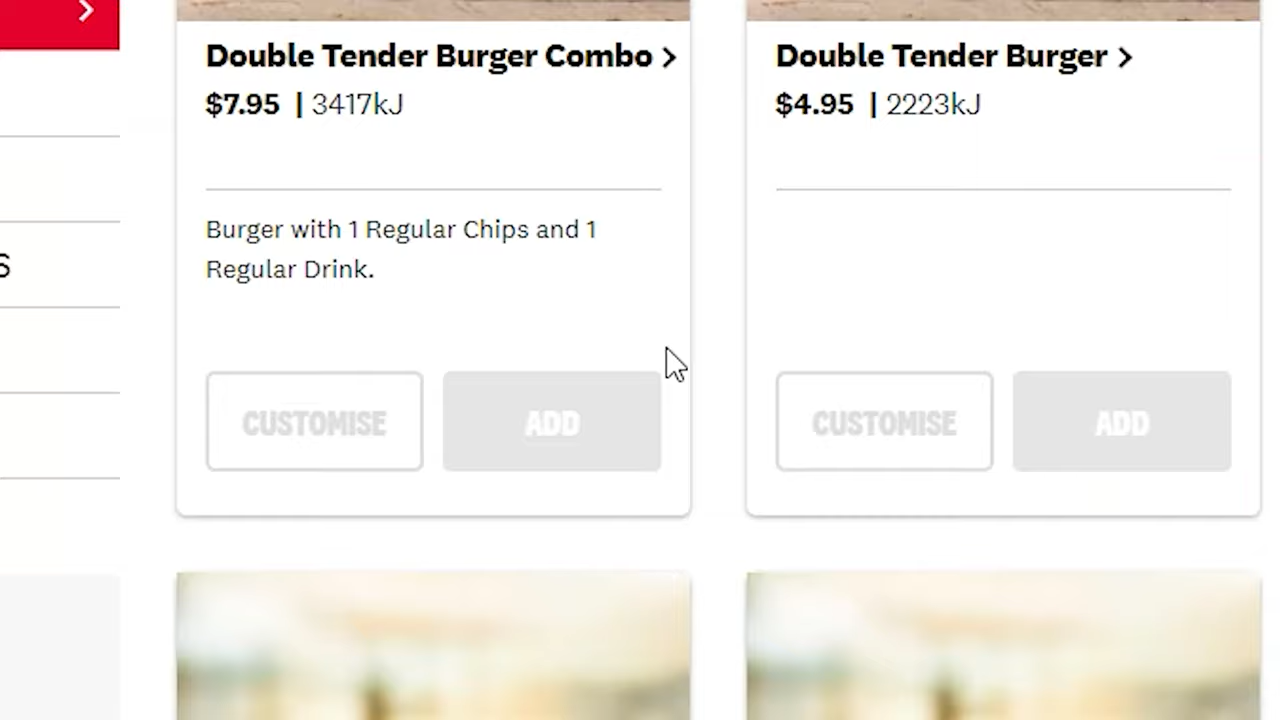 Double Tender Burger Combo >
$7.95 | 3417kJ
Burger with 1 Regular Chips and 1
Regular Drink.
CUSTOMISE
ADD
Double Tender Burger >
$4.95 | 2223kJ
CUSTOMISE
ADD
S